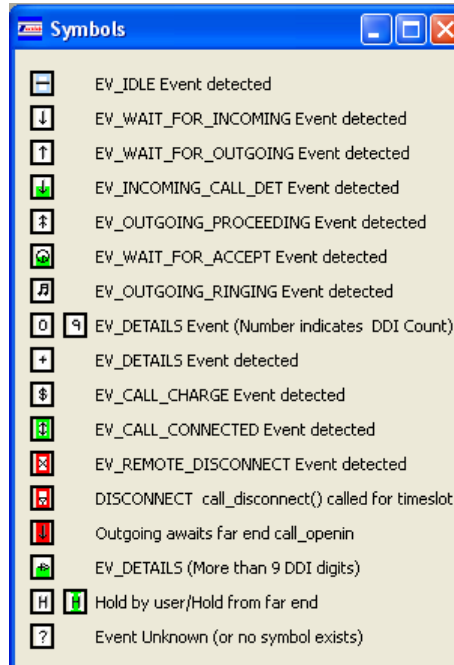 Symbols
EV_IDLE Event detected
EV_WAIT_FOR_INCOMING Event detected
EV_WAIT_FOR_OUTGOING Event detected
EV_INCOMING_CALL_DET Event detected
EV_OUTGOING_PROCEEDING Event detected
EV_WAIT_FOR_ACCEPT Event detected
EV_OUTGOING_RINGING Event detected
0 9 EV_DETAILS Event (Number indicates DDI Count)
+ EV_DETAILS Event detected
$ EV_CALL_CHARGE Event detected
EV_CALL_CONNECTED Event detected
EV_REMOTE_DISCONNECT Event detected
DISCONNECT call_disconnect() called for timeslot
Outgoing awaits far end call_openin
EV_DETAILS (More than 9 DDI digits)
H H Hold by user/Hold from far end
? Event Unknown (or no symbol exists)